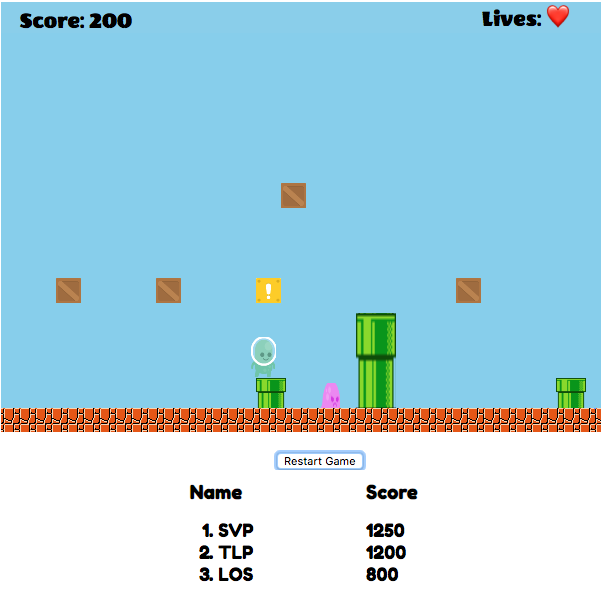 Score: 200 Lives: ❤️
!
Restart Game
Name Score
1. SVP 1250
2. TLP 1200
3. LOS 800